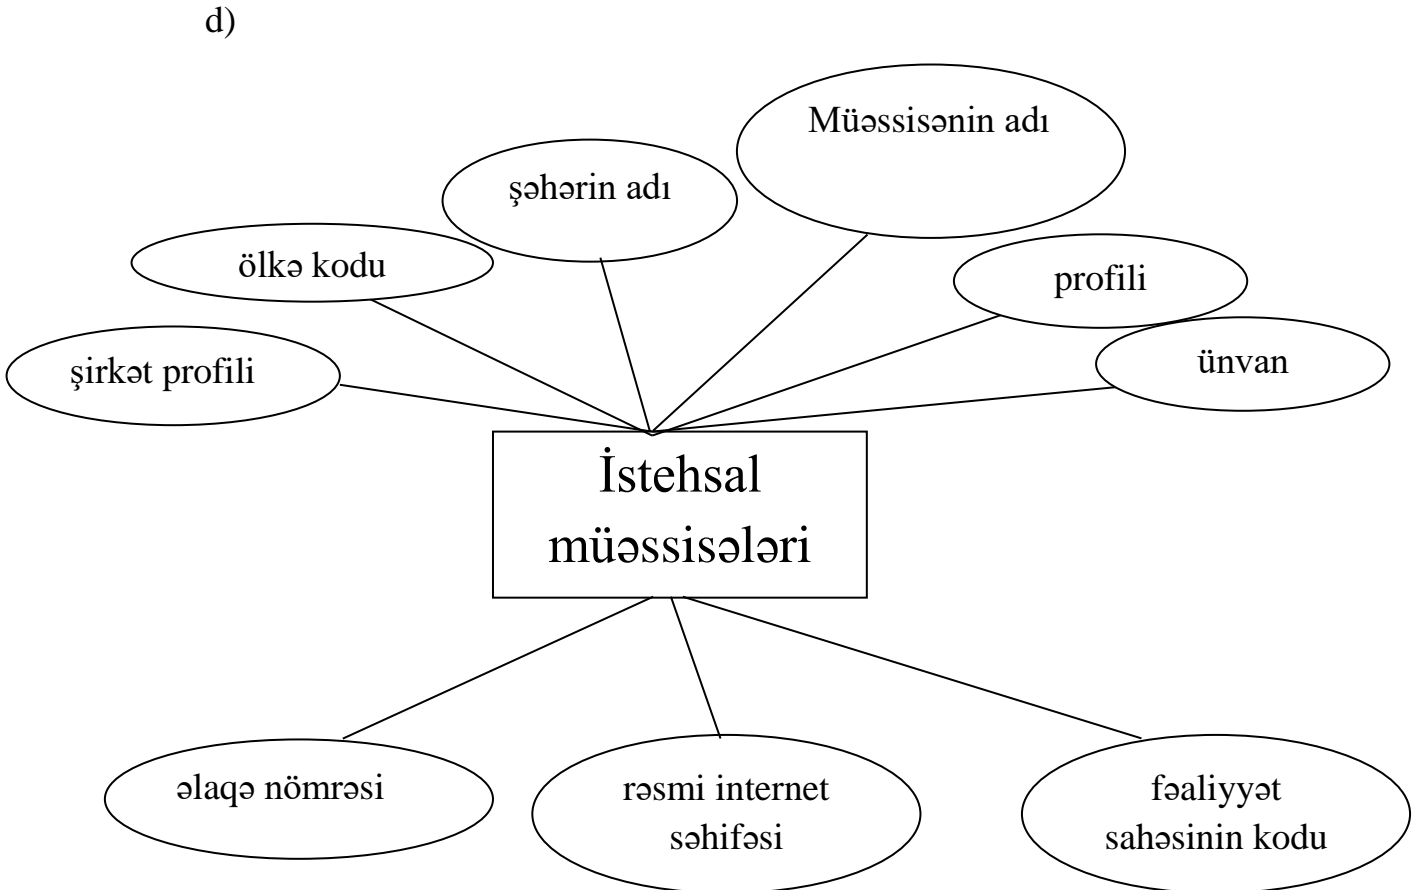 d)
Müəssisənin adı
şəhərin adı
ölkə kodu
profili
şirkət profili
ünvan
İstehsal
müəssisələri
əlaqə nömrəsi
rəsmi internet
səhifəsi
fəaliyyət
sahəsinin kodu